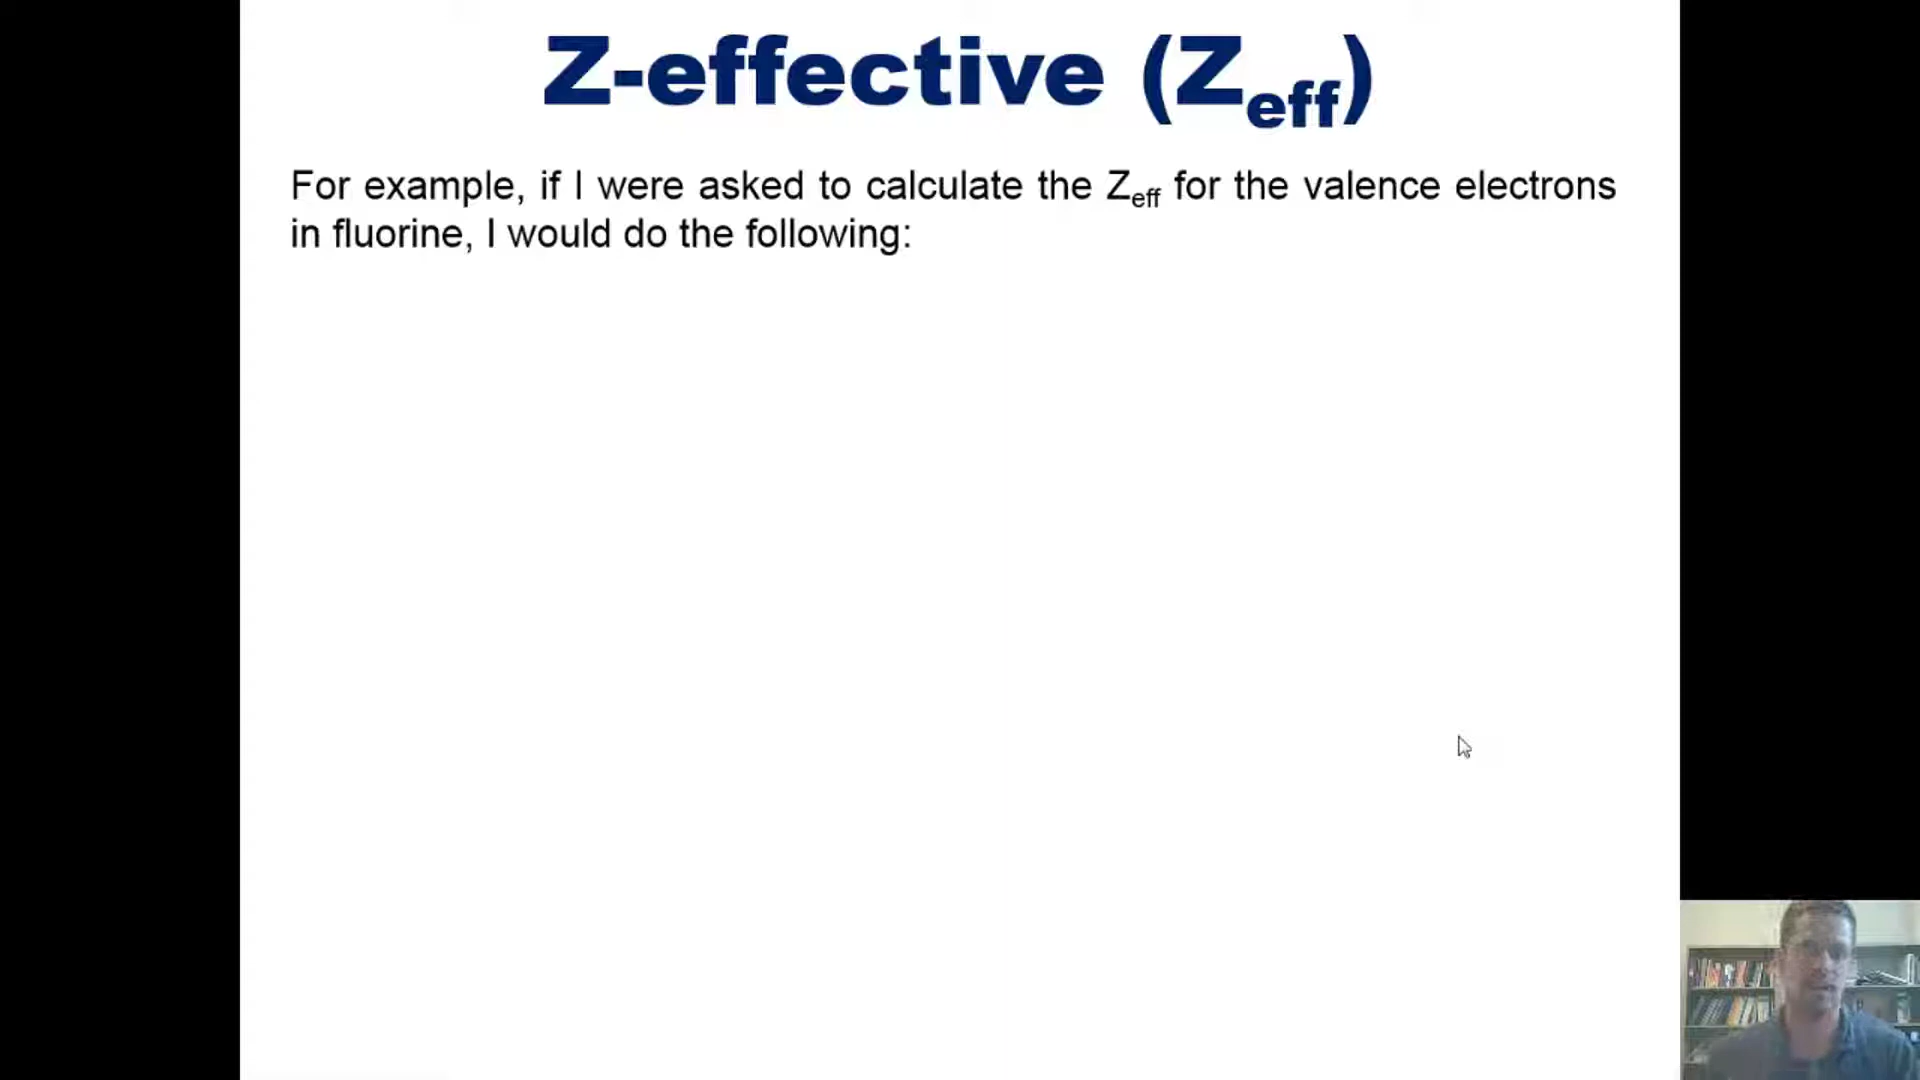 Z-effective (Zeff)
For example, if I were asked to calculate the Zeff for the valence electrons
in fluorine, I would do the following: